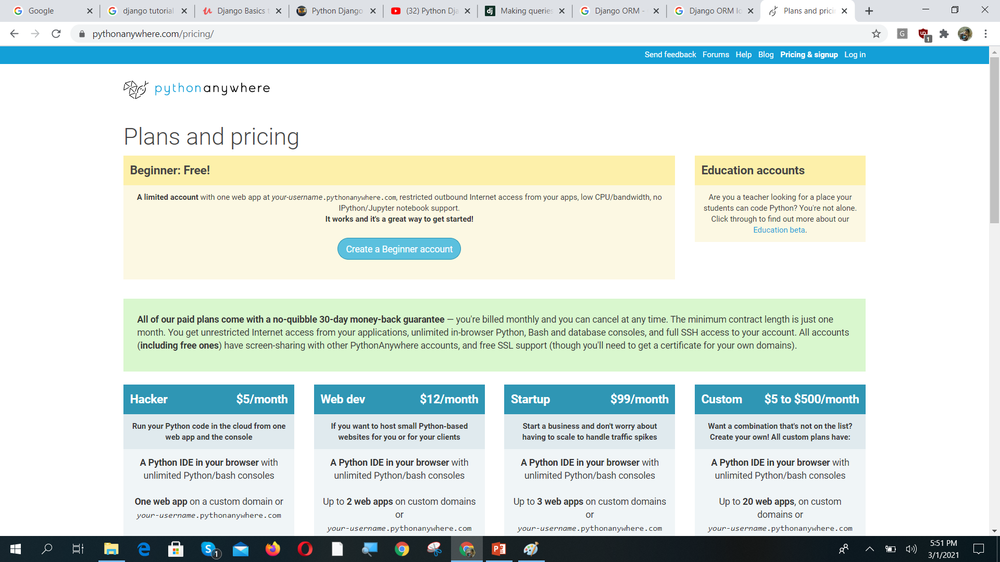 Google
django tutorial
Django Basics t
Python Django
(32) Python Dja
Making queries
Django ORM -
Django ORM lo
Plans and prici
pythonanywhere.com/pricing/
G
1
Send feedback Forums Help Blog Pricing & signup Log in
pythonanywhere
Plans and pricing
Beginner: Free!
A limited account with one web app at your-username.pythonanywhere.com, restricted outbound Internet access from your apps, low CPU/bandwidth, no
IPython/Jupyter notebook support.
It works and it's a great way to get started!
Create a Beginner account
Education accounts
Are you a teacher looking for a place your
students can code Python? You're not alone.
Click through to find out more about our
Education beta.
All of our paid plans come with a no-quibble 30-day money-back guarantee — you're billed monthly and you can cancel at any time. The minimum contract length is just one
month. You get unrestricted Internet access from your applications, unlimited in-browser Python, Bash and database consoles, and full SSH access to your account. All accounts
(including free ones) have screen-sharing with other PythonAnywhere accounts, and free SSL support (though you'll need to get a certificate for your own domains).
Hacker $5/month
Run your Python code in the cloud from one
web app and the console
A Python IDE in your browser with
unlimited Python/bash consoles
One web app on a custom domain or
your-username.pythonanywhere.com
Web dev $12/month
If you want to host small Python-based
websites for you or for your clients
A Python IDE in your browser with
unlimited Python/bash consoles
Up to 2 web apps on custom domains
or
your-username.pythonanywhere.com
Startup $99/month
Start a business and don't worry about
having to scale to handle traffic spikes
A Python IDE in your browser with
unlimited Python/bash consoles
Up to 3 web apps on custom domains
or
your-username.pythonanywhere.com
Custom $5 to $500/month
Want a combination that's not on the list?
Create your own! All custom plans have:
A Python IDE in your browser with
unlimited Python/bash consoles
Up to 20 web apps, on custom
domains or
your-username.pythonanywhere.com
1
5:51 PM
3/1/2021